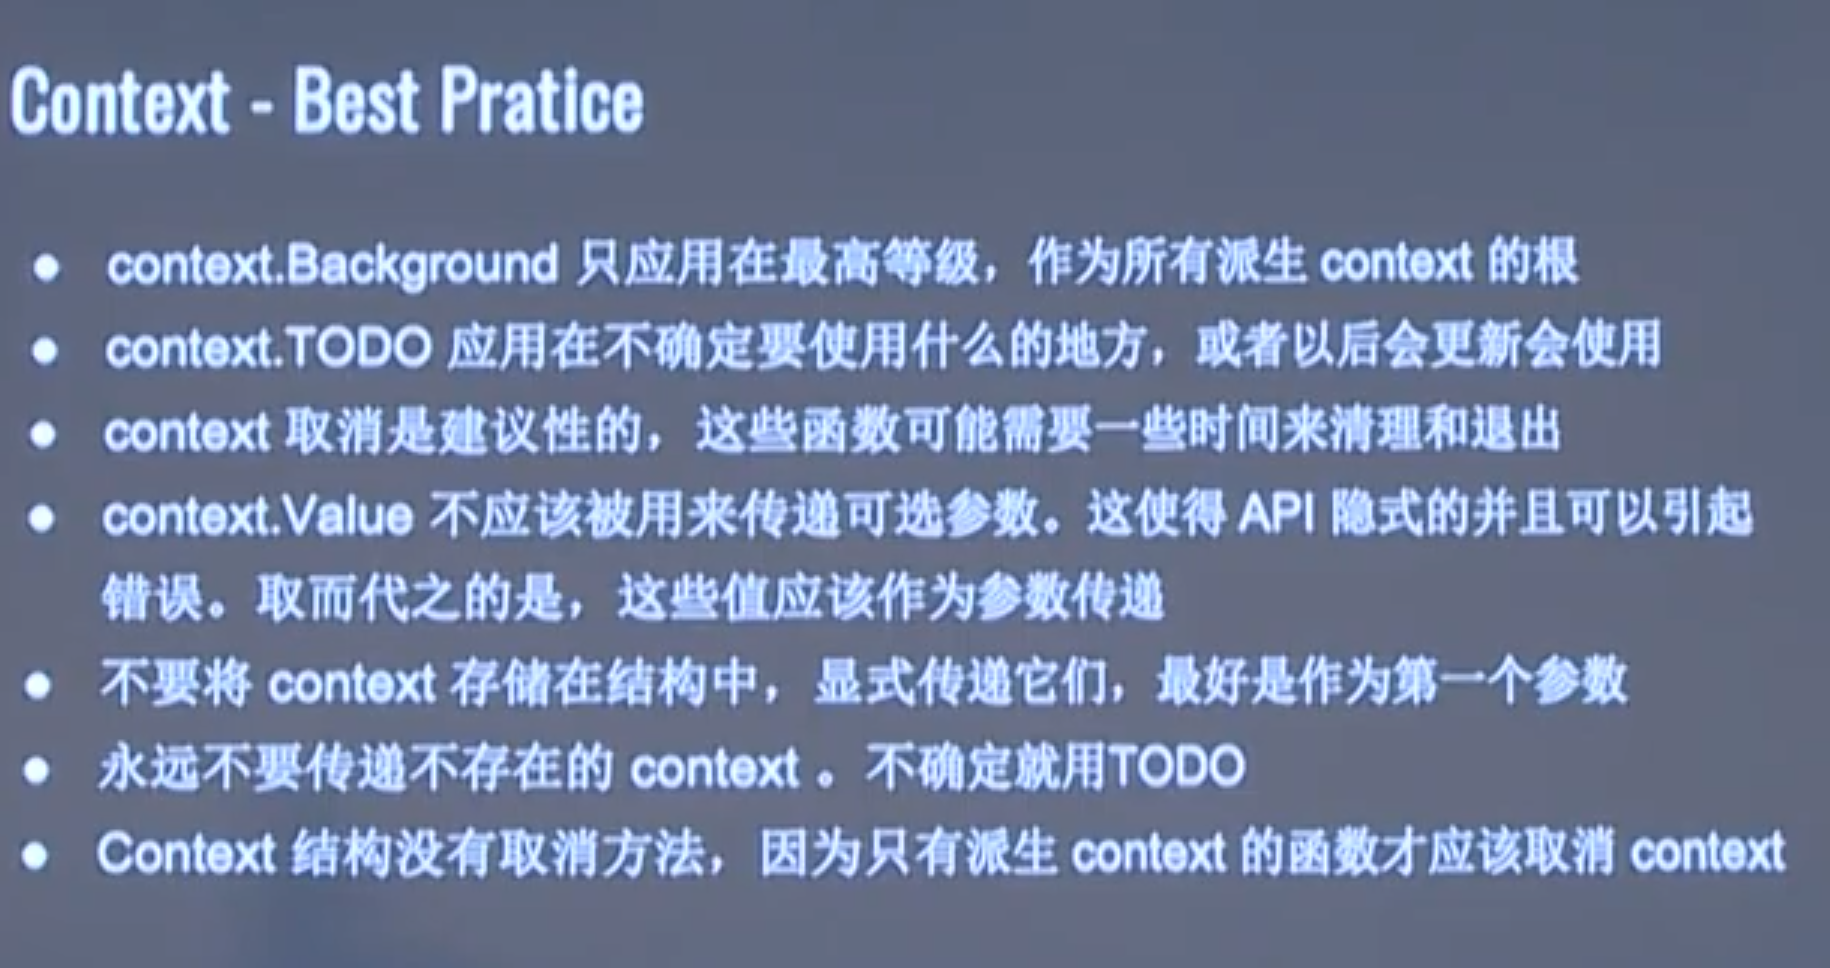 Context - Best Pratice
● context.Background 只应用在最高等级，作为所有派生 context 的根
● context.TODO 应用在不确定要使用什么的地方，或者以后会更新会使用
● context 取消是建议性的，这些函数可能需要一些时间来清理和退出
● context.Value 不应该被用来传递可选参数。这使得 API 隐式的并且可以引起
错误。取而代之的是，这些值应该作为参数传递
● 不要将 context 存储在结构中，显式传递它们，最好是作为第一个参数
● 永远不要传递不存在的 context 。不确定就用TODO
● Context 结构没有取消方法，因为只有派生 context 的函数才应该取消 context